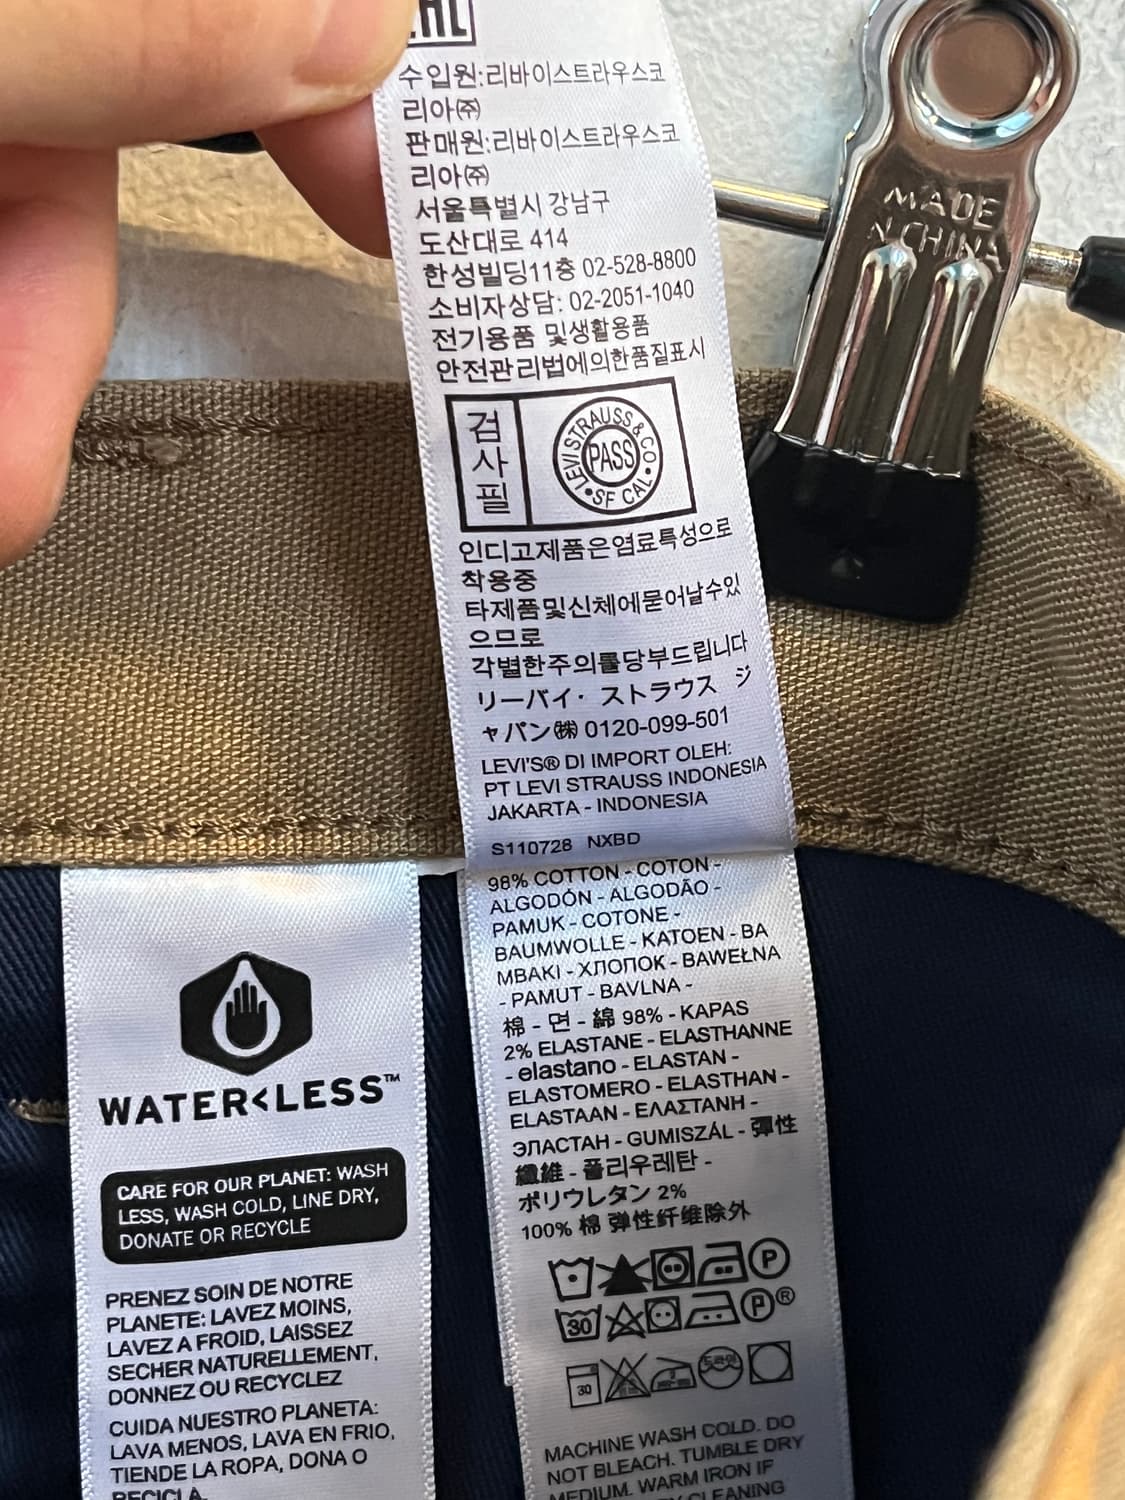 수입원:리바이스트라우스코
리아㈜
판매원:리바이스트라우스코
리아㈜
서울특별시 강남구
도산대로 414
한성빌딩11층 02-528-8800
소비자상담: 02-2051-1040
전기용품 및생활용품
안전관리법에의한품질표시
검
사
필
LEVI STRAUSS & CO.
PASS
SF CAL
인디고제품은염료특성으로
착용중
타제품및신체에묻어날수있
으므로
각별한주의를당부드립니다
リーバイ・ストラウス ジ
ャパン㈱ 0120-099-501
LEVI'S® DI IMPORT OLEH:
PT LEVI STRAUSS INDONESIA
JAKARTA - INDONESIA
S110728 NXBD
98% COTTON - COTON -
ALGODÓN - ALGODÃO -
PAMUK - COTONE -
BAUMWOLLE - KATOEN - BA
MBAKI - ХЛОПОК - BAWEŁNA
- PAMUT - BAVLNA -
棉 - 면 - 綿 98% - KAPAS
2% ELASTANE - ELASTHANNE
- elastano - ELASTAN -
ELASTOMERO - ELASTHAN -
ELASTAAN - ΕΛΑΣΤΑΝΗ -
ЭЛАСТАН - GUMISZÁL - 彈性
纖維 - 폴리우레탄 -
ポリウレタン 2%
100% 棉 弹性纤维除外
P
30 P®
30
드라이
MACHINE WASH COLD. DO
NOT BLEACH. TUMBLE DRY
MEDIUM. WARM IRON IF
CLEANING
WATER<LESS™
CARE FOR OUR PLANET: WASH
LESS, WASH COLD, LINE DRY,
DONATE OR RECYCLE
PRENEZ SOIN DE NOTRE
PLANETE: LAVEZ MOINS,
LAVEZ A FROID, LAISSEZ
SECHER NATURELLEMENT,
DONNEZ OU RECYCLEZ
CUIDA NUESTRO PLANETA:
LAVA MENOS, LAVA EN FRIO,
TIENDE LA ROPA, DONA O
RECICLA.
MADE
IN CHINA